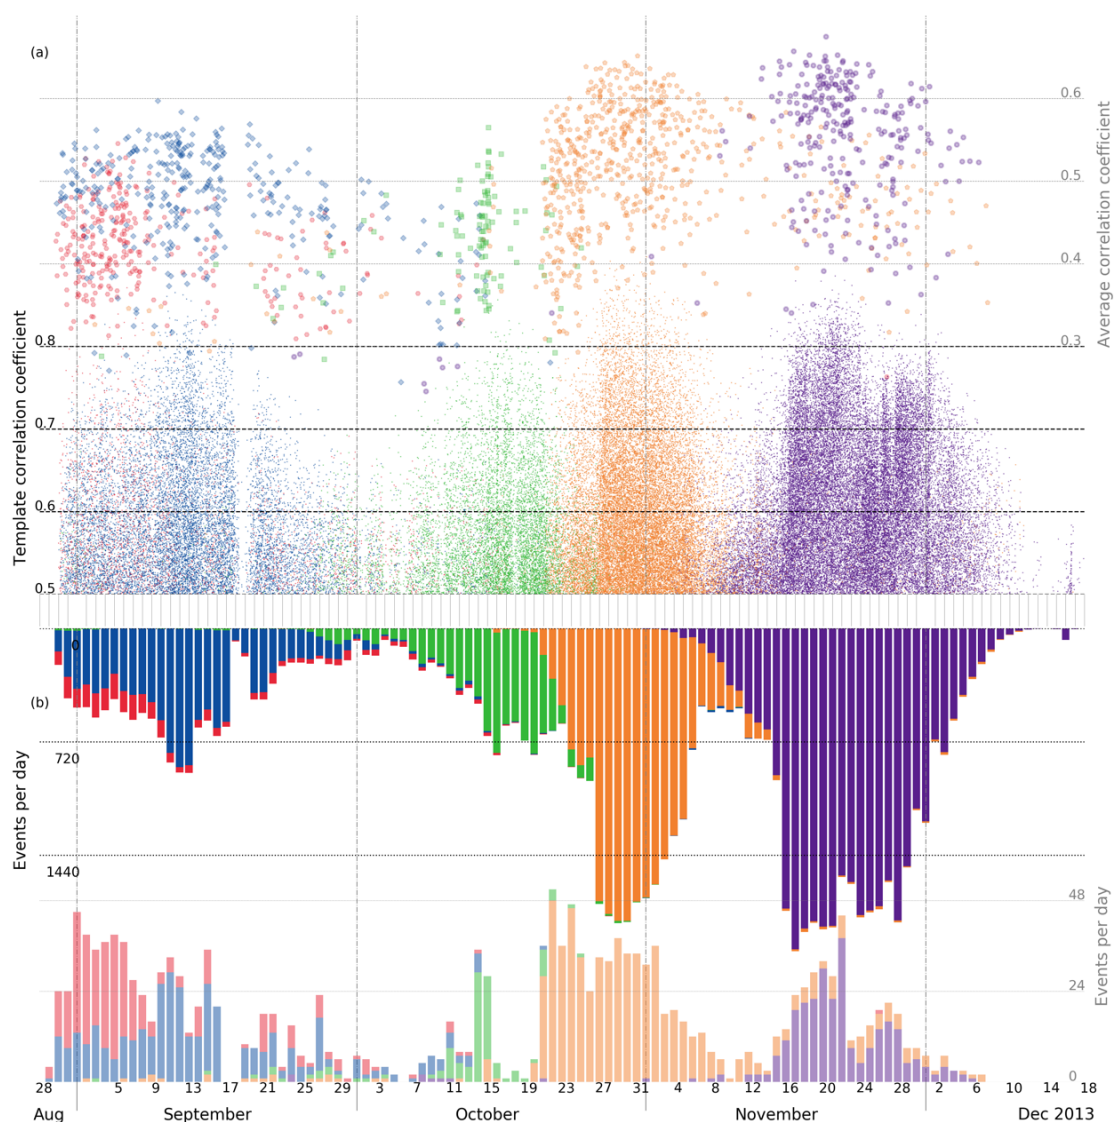 (a)
Template correlation coefficient
0.8
0.7
0.6
0.5
0.6
0.5
0.4
0.3
Average correlation coefficient
(b)
Events per day
0
720
1440
48
24
0
Events per day
28 5 9 13 17 21 25 29 19 3 7 11 15 19 23 27 31 4 8 12 16 20 24 28 2 6 10 14 18
Aug September October November Dec 2013